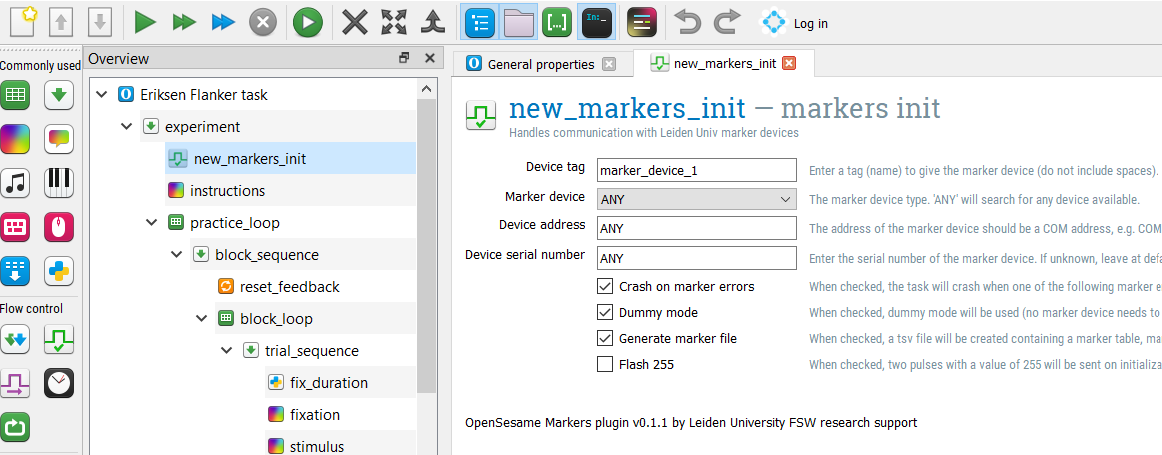 Log in
Commonly used
Flow control
Overview
Eriksen Flanker task
experiment
new_markers_init
instructions
practice_loop
block_sequence
reset_feedback
block_loop
trial_sequence
fix_duration
fixation
stimulus
General properties
new_markers_init
new_markers_init — markers init
Handles communication with Leiden Univ marker devices
Device tag marker_device_1 Enter a tag (name) to give the marker device (do not include spaces).
Marker device ANY The marker device type. 'ANY' will search for any device available.
Device address ANY The address of the marker device should be a COM address, e.g. COM
Device serial number ANY Enter the serial number of the marker device. If unknown, leave at defa
Crash on marker errors When checked, the task will crash when one of the following marker e
Dummy mode When checked, dummy mode will be used (no marker device needs to
Generate marker file When checked, a tsv file will be created containing a marker table, ma
Flash 255 When checked, two pulses with a value of 255 will be sent on initializa
OpenSesame Markers plugin v0.1.1 by Leiden University FSW research support